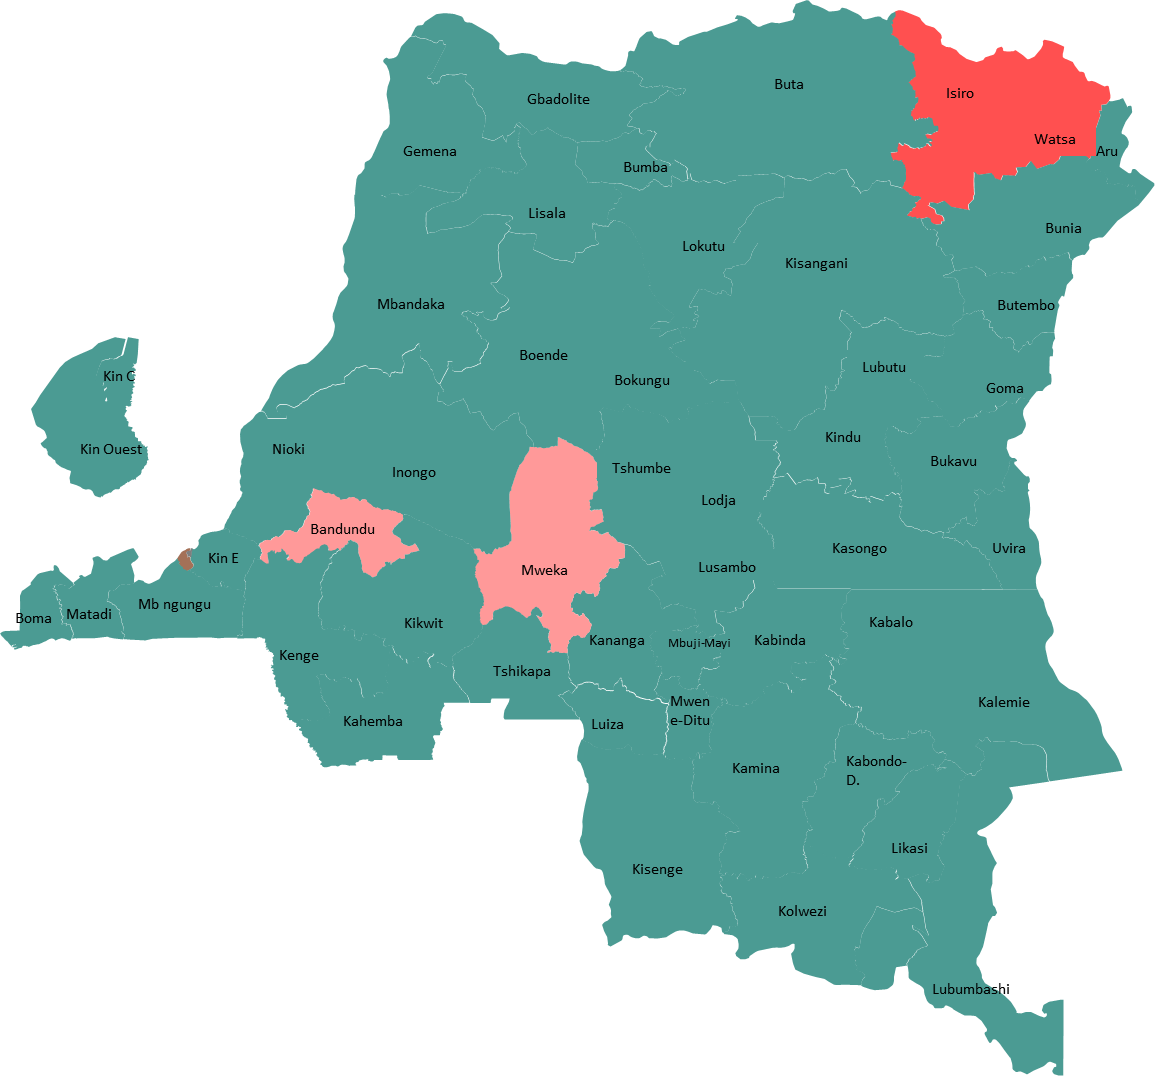 Buta
Isiro
Gbadolite
Watsa
Gemena
Aru
Bumba
Lisala
Bunia
Lokutu
Kisangani
Mbandaka
Butembo
Boende
Lubutu
Kin C
Bokungu
Goma
Kindu
Kin Ouest
Nioki
Bukavu
Tshumbe
Inongo
Lodja
Bandundu
Kasongo
Uvira
Kin E
Lusambo
Mweka
Mb ngungu
Matadi
Boma
Kikwit
Kabalo
Kananga
Mbuji-Mayi
Kabinda
Kenge
Tshikapa
Mwen
e-Ditu
Kalemie
Kahemba
Luiza
Kamina
Kabondo-
D.
Likasi
Kisenge
Kolwezi
Lubumbashi